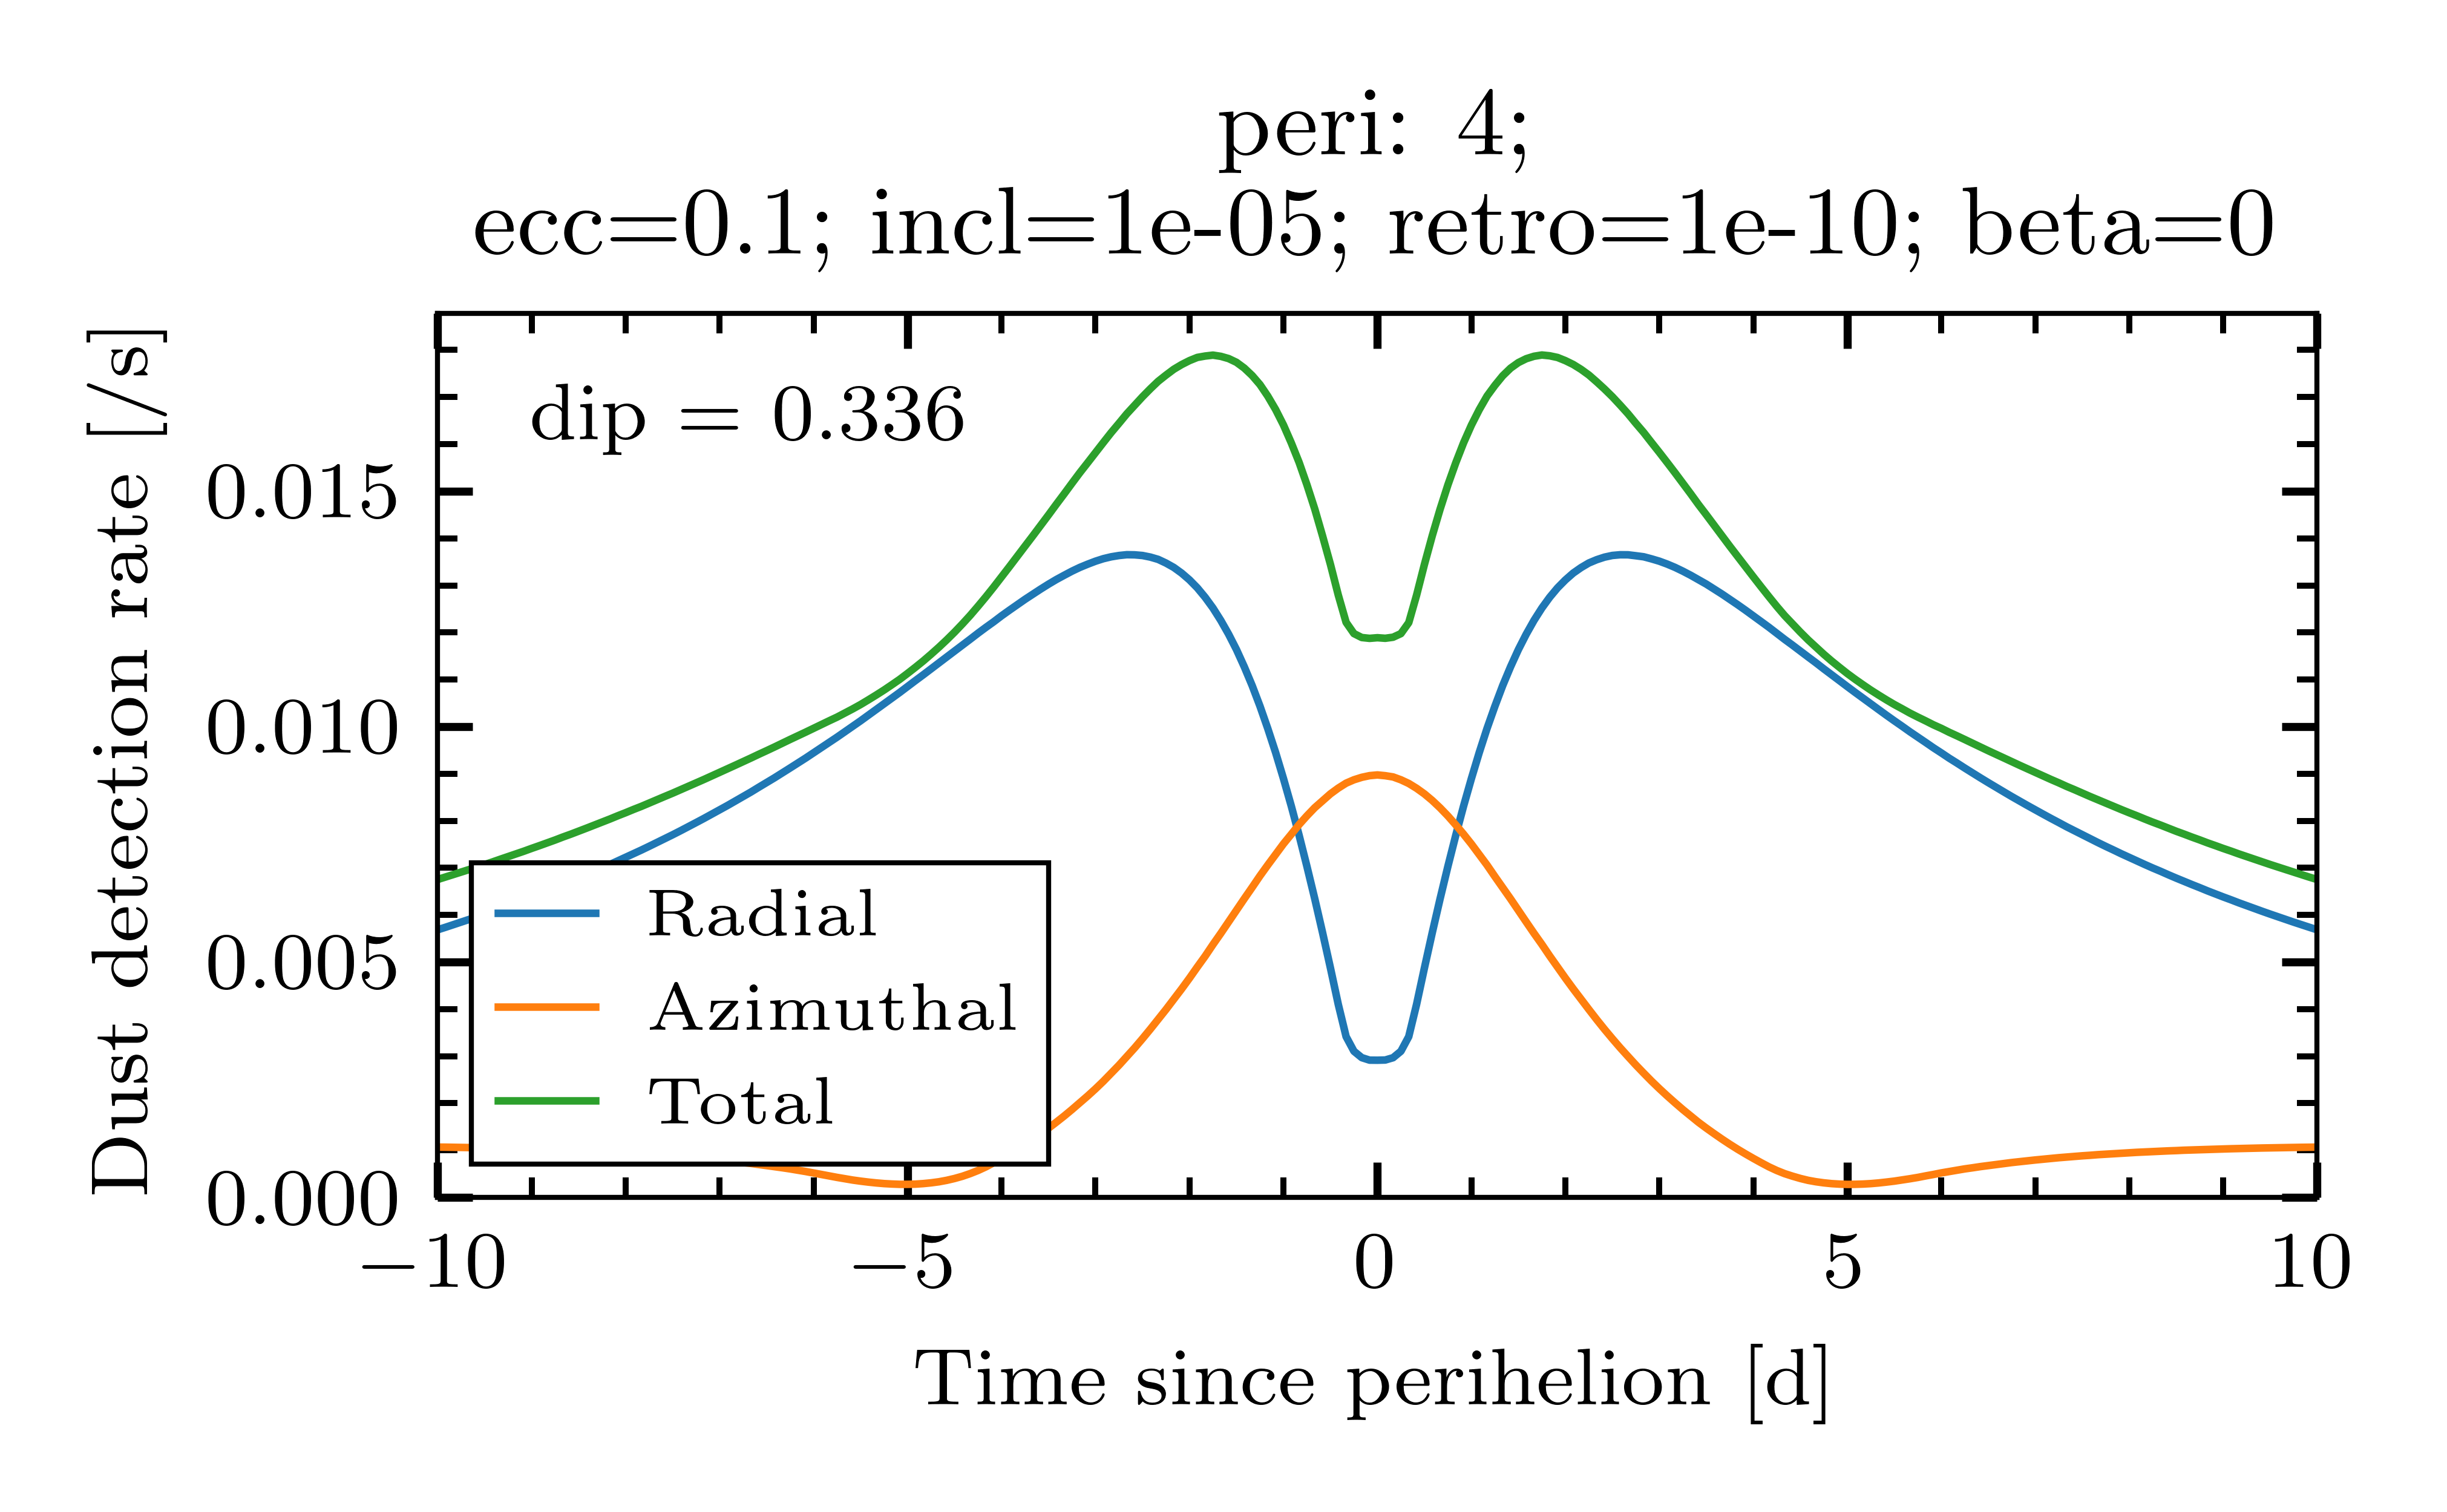 peri: 4;
ecc=0.1; incl=1e-05; retro=1e-10; beta=0
Dust detection rate [/s]
dip = 0.336
0.015
0.010
0.005
0.000
Radial
Azimuthal
Total
−10
−5
0
5
10
Time since perihelion [d]